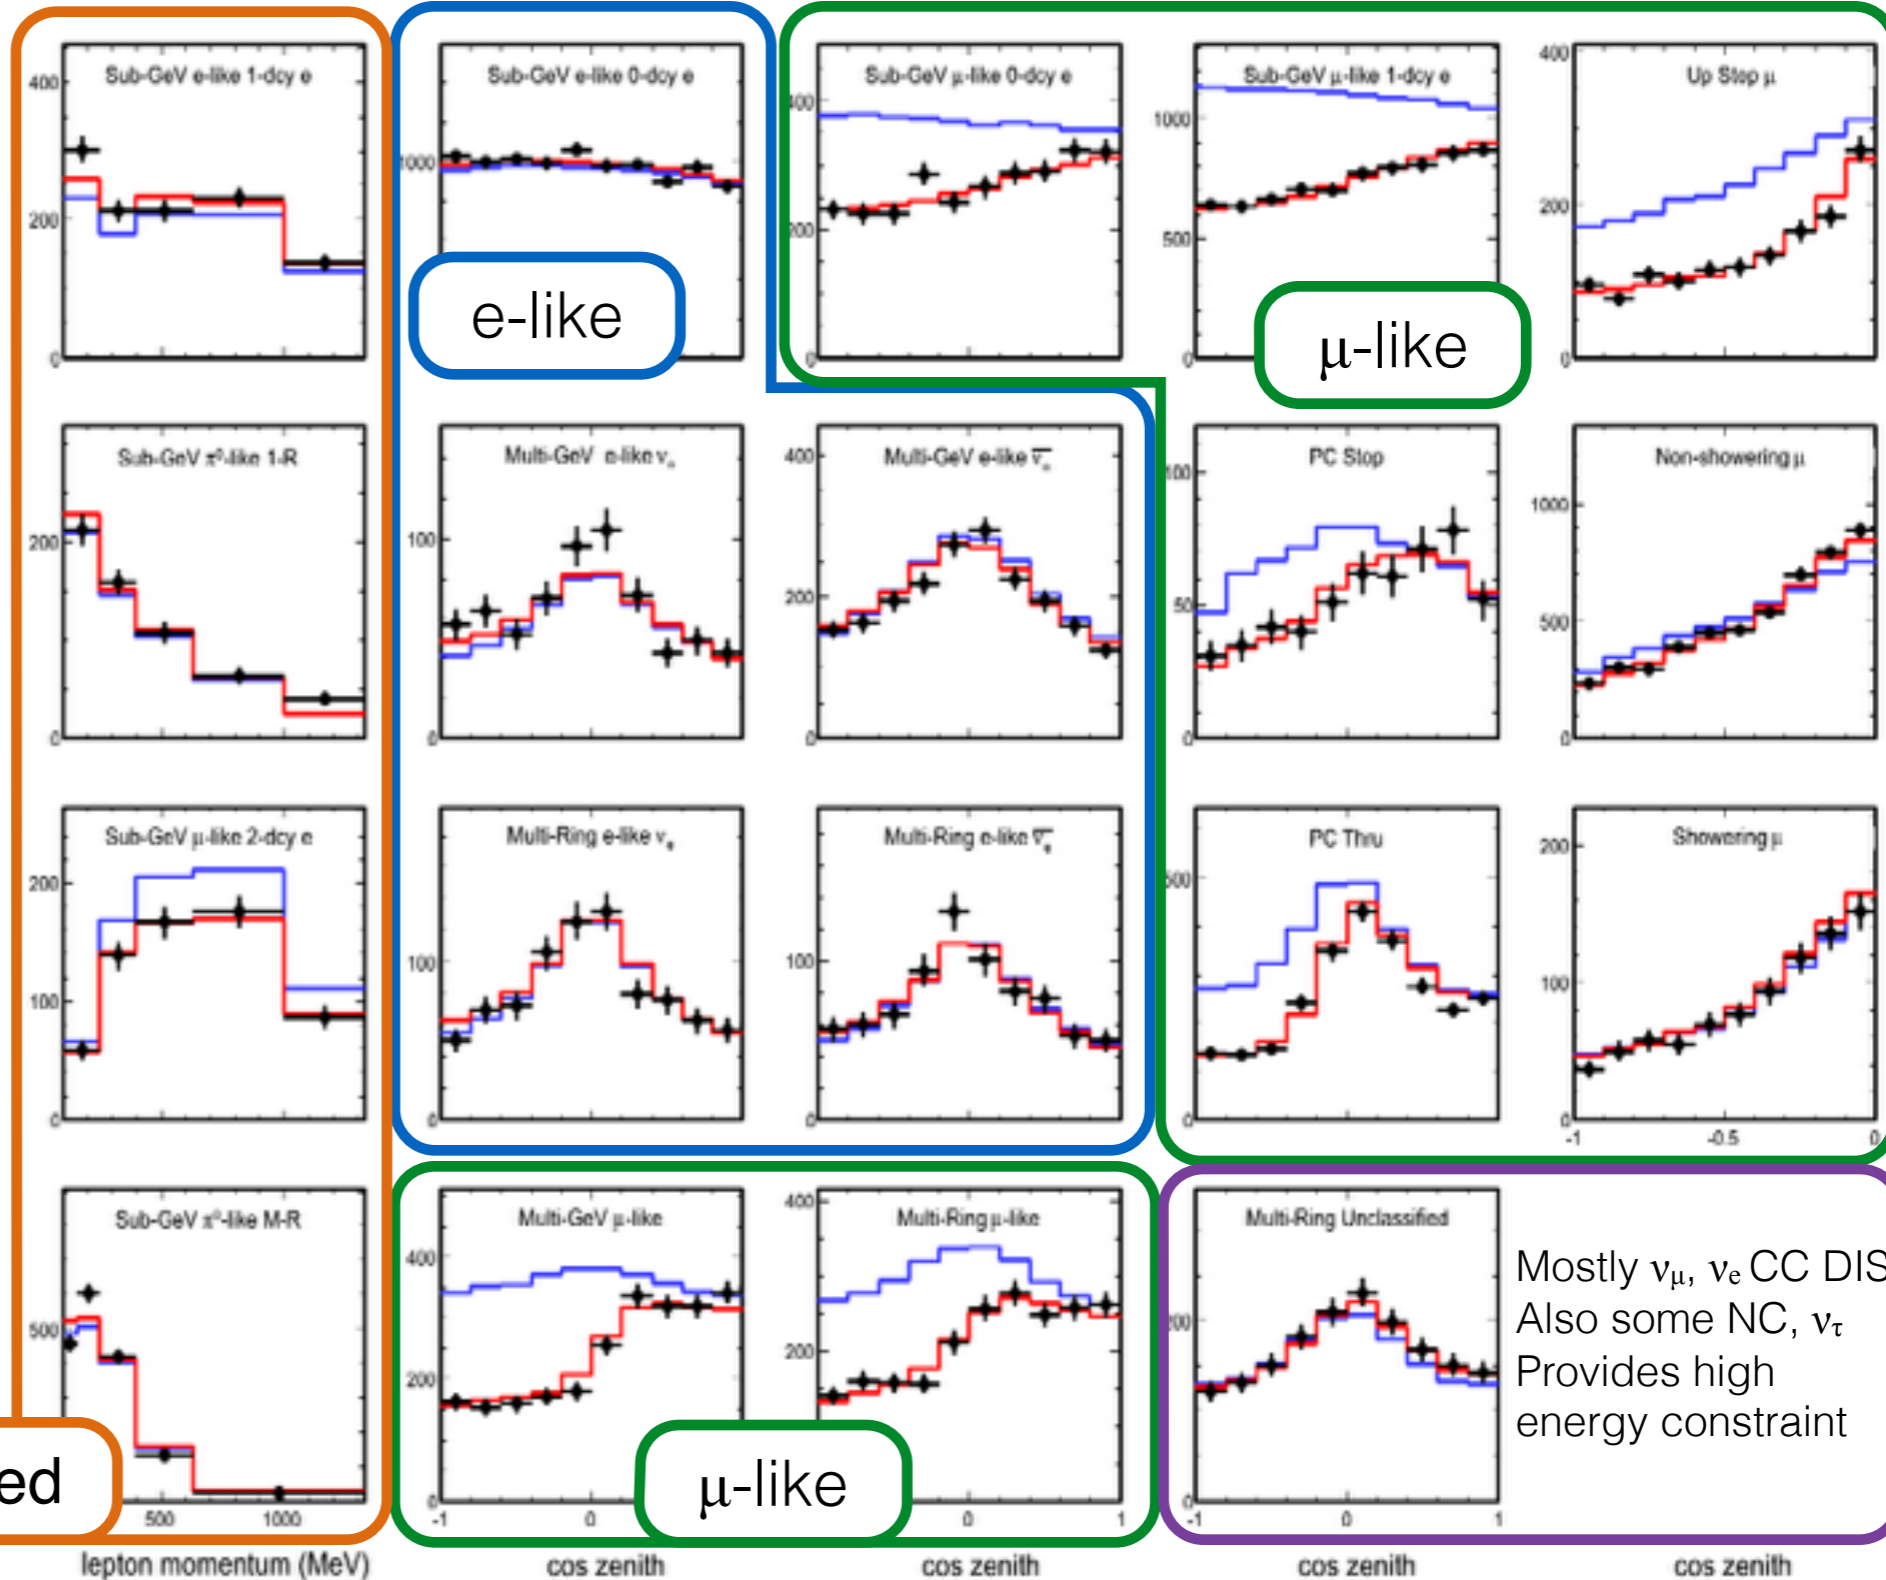 Sub-GeV e-like 1-dcy e
400
200
0
Sub-GeV e-like 0-dcy e
1000
0
Sub-GeV μ-like 0-dcy e
400
200
0
Sub-GeV μ-like 1-dcy e
1000
500
0
Up Stop μ
400
200
0
e-like
μ-like
Sub-GeV π⁰-like 1-R
200
0
Multi-GeV e-like νₑ
100
0
Multi-GeV e-like ν̅ₑ
400
200
0
PC Stop
100
50
0
Non-showering μ
1000
500
0
Sub-GeV μ-like 2-dcy e
200
100
0
Multi-Ring e-like νₑ
100
0
Multi-Ring e-like ν̅ₑ
100
0
PC Thru
500
0
Showering μ
200
100
0
-1 -0.5 0
Sub-GeV π⁰-like M-R
500
500 1000
lepton momentum (MeV)
Multi-GeV μ-like
400
200
0
-1 0
cos zenith
Multi-Ring μ-like
400
200
0 1
cos zenith
Multi-Ring Unclassified
200
0
-1 0 1
cos zenith
cos zenith
ed
μ-like
Mostly νμ, νe CC DIS
Also some NC, ντ
Provides high
energy constraint